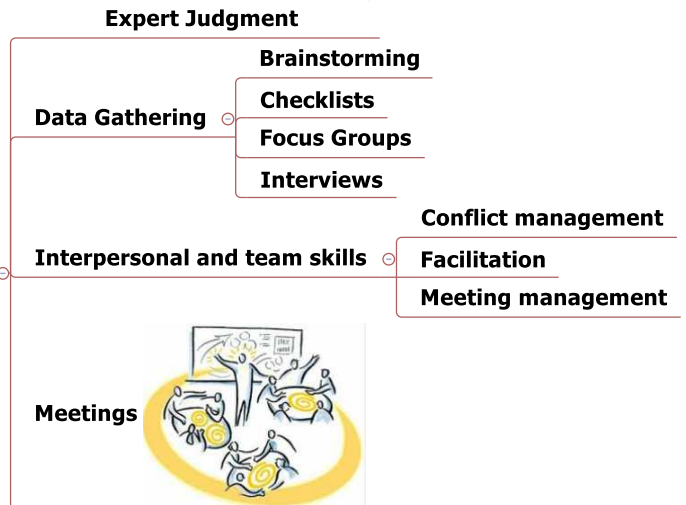 Expert Judgment
Data Gathering
Brainstorming
Checklists
Focus Groups
Interviews
Interpersonal and team skills
Conflict management
Facilitation
Meeting management
Meetings